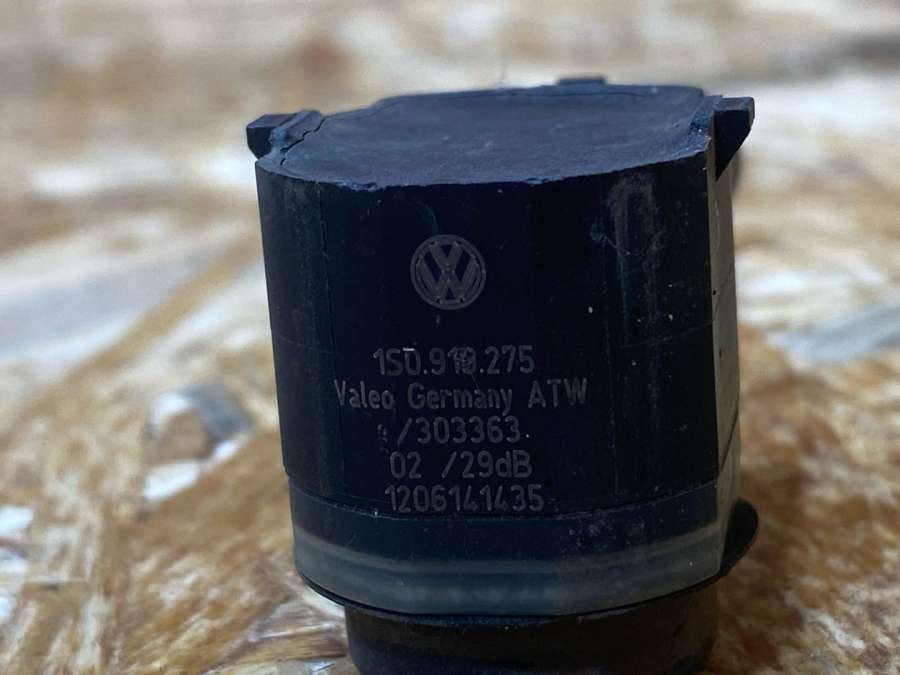 1S0.919.275
Valeo Germany ATW
/303363
02 /29dB
1206141435